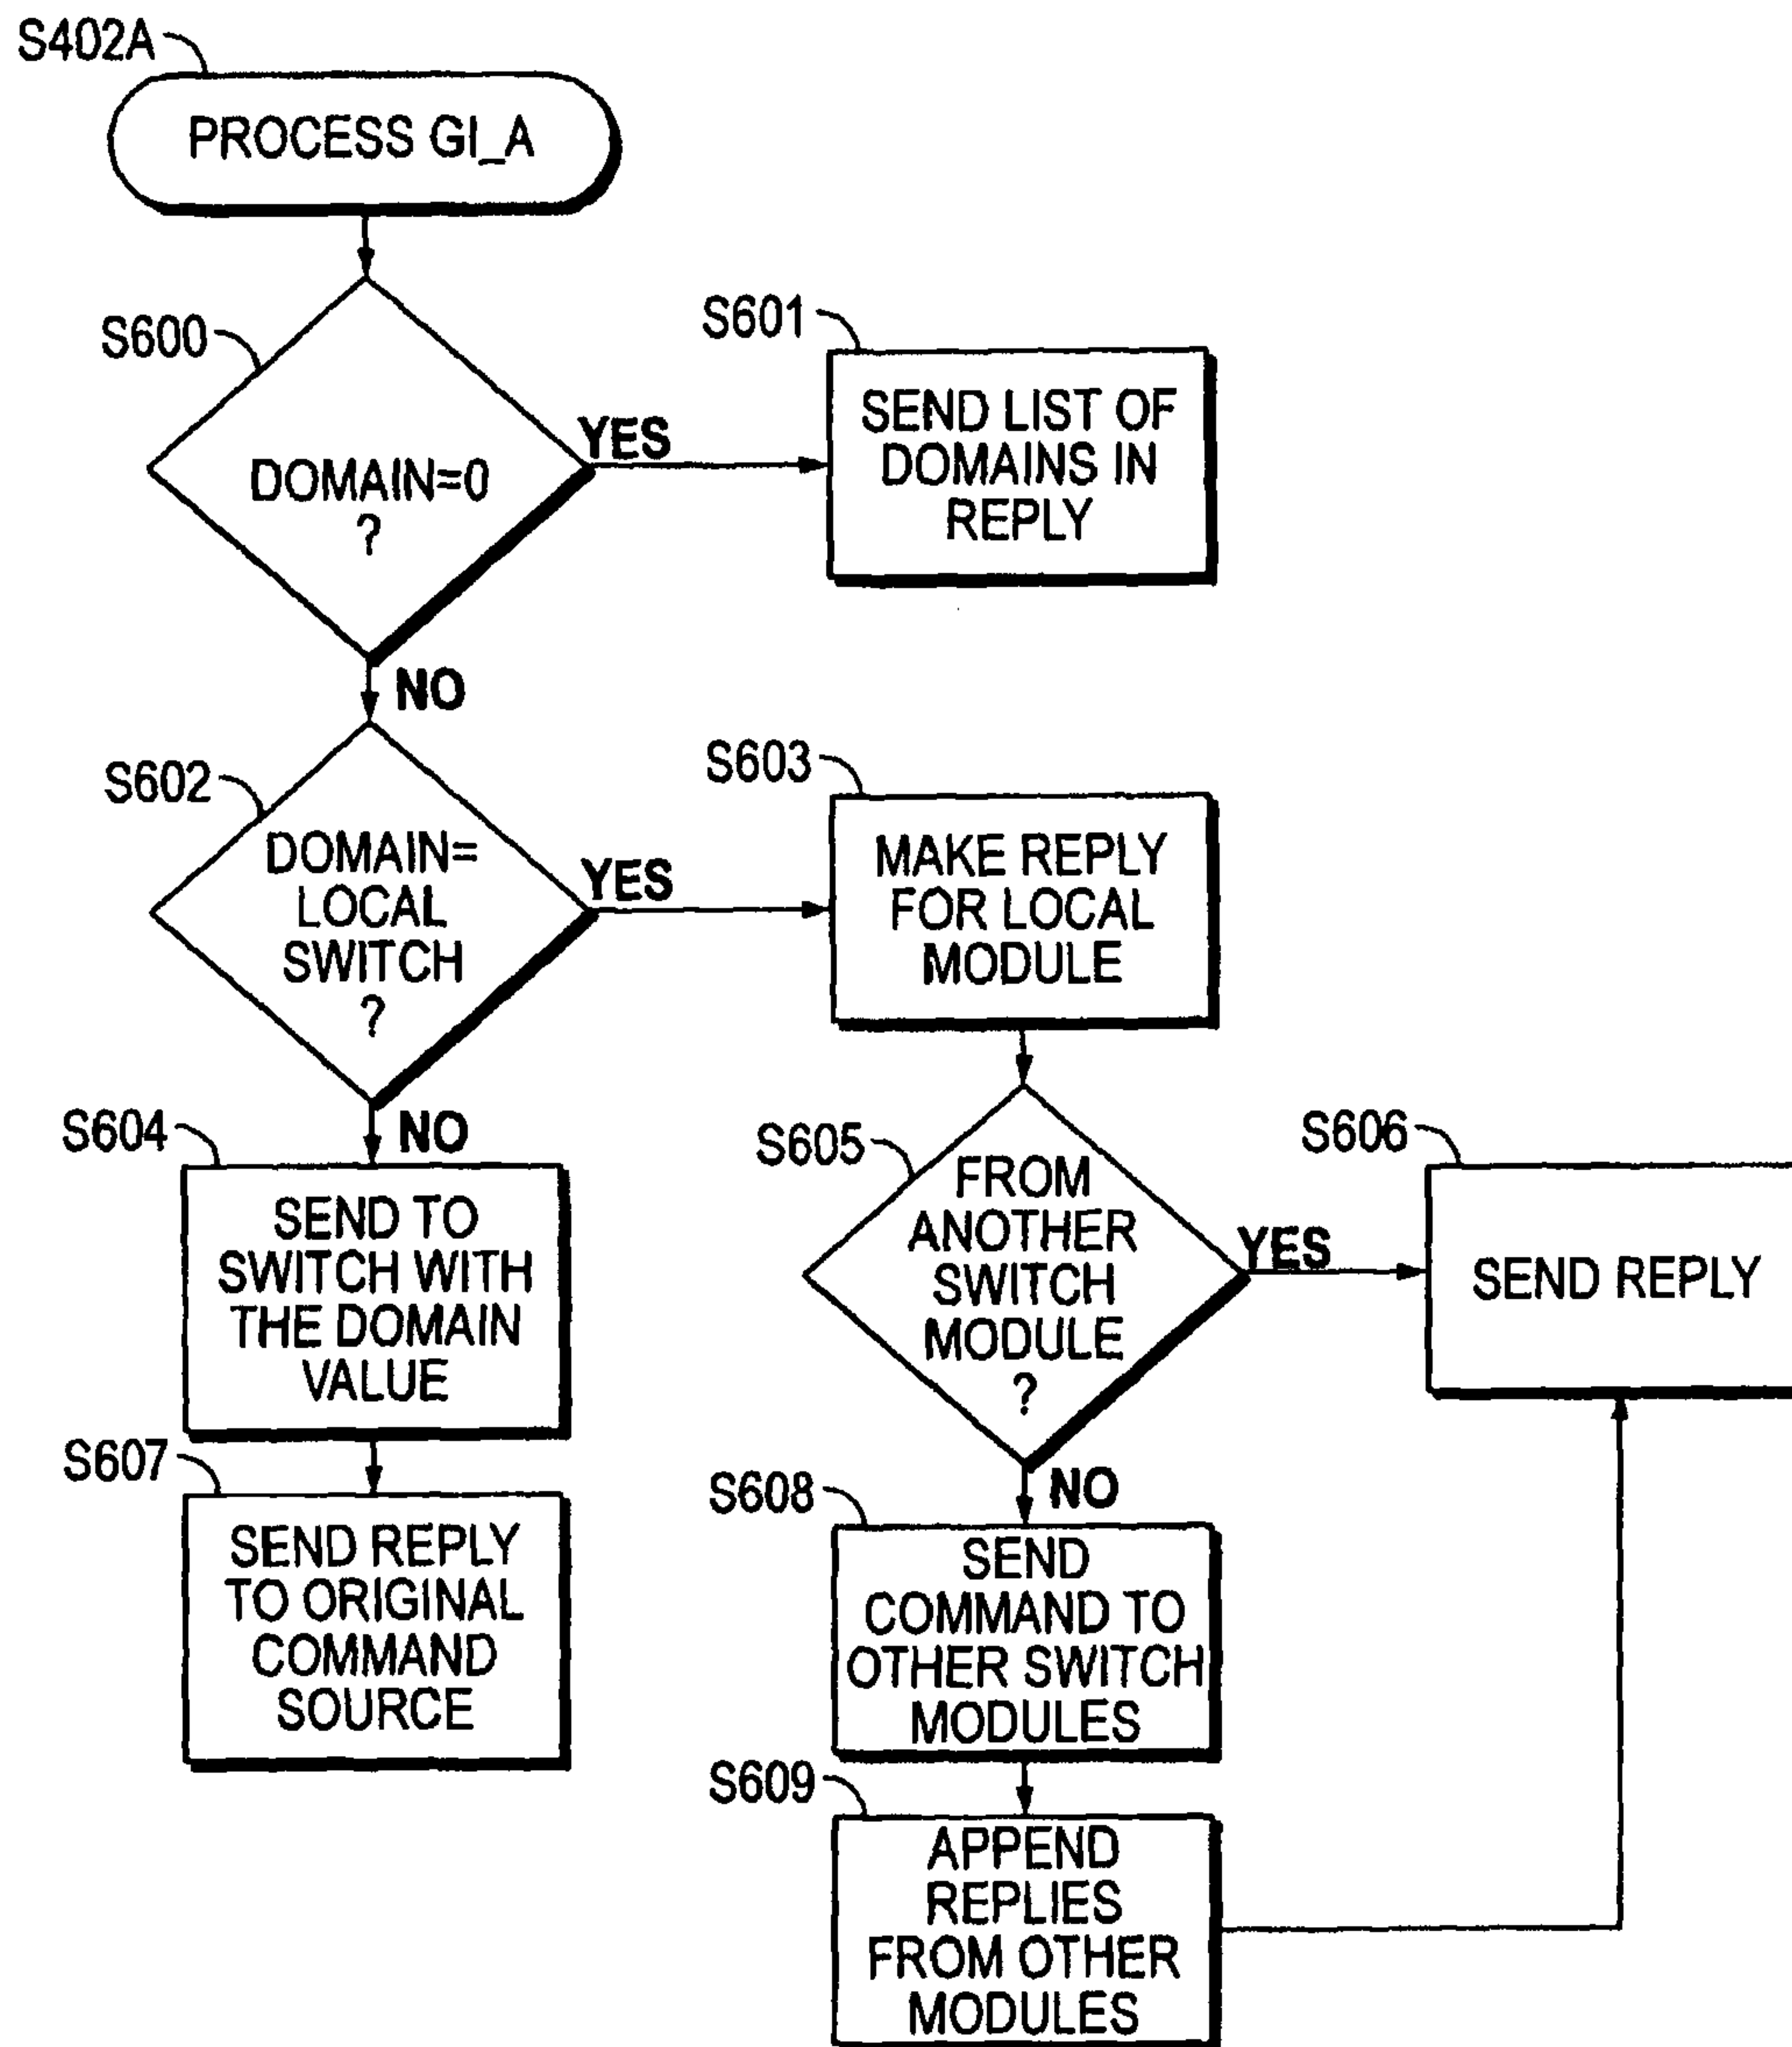 S402A
PROCESS GI_A
S600
DOMAIN=0
?
YES
S601
SEND LIST OF
DOMAINS IN
REPLY
NO
S602
DOMAIN=
LOCAL
SWITCH
?
YES
S603
MAKE REPLY
FOR LOCAL
MODULE
NO
S604
SEND TO
SWITCH WITH
THE DOMAIN
VALUE
S605
FROM
ANOTHER
SWITCH
MODULE
?
YES
S606
SEND REPLY
S607
SEND REPLY
TO ORIGINAL
COMMAND
SOURCE
NO
S608
SEND
COMMAND TO
OTHER SWITCH
MODULES
S609
APPEND
REPLIES
FROM OTHER
MODULES